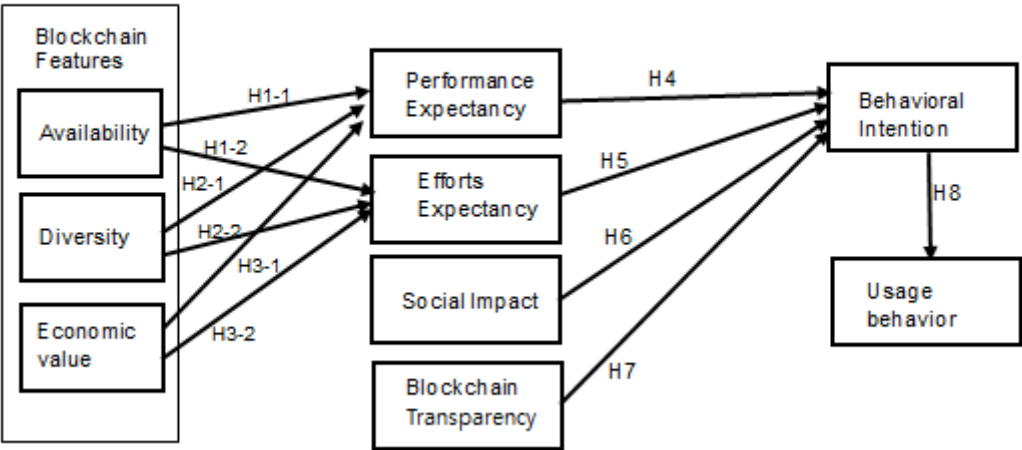 Blockchain
Features
Availability
Diversity
Economic
value
H1-1
H1-2
H2-1
H2-2
H3-1
H3-2
Performance
Expectancy
Efforts
Expectancy
Social Impact
Blockchain
Transparency
H4
H5
H6
H7
Behavioral
Intention
H8
Usage
behavior